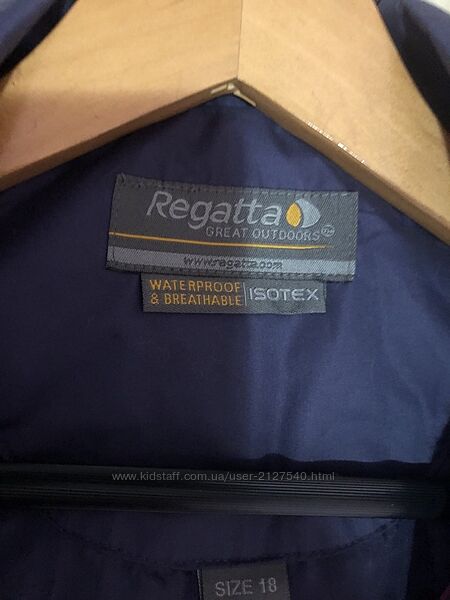 Regatta
GREAT OUTDOORS
www.regatta.com
WATERPROOF
& BREATHABLE
ISOTEX
www.kidstaff.com.ua/user-2127540.html
SIZE 18